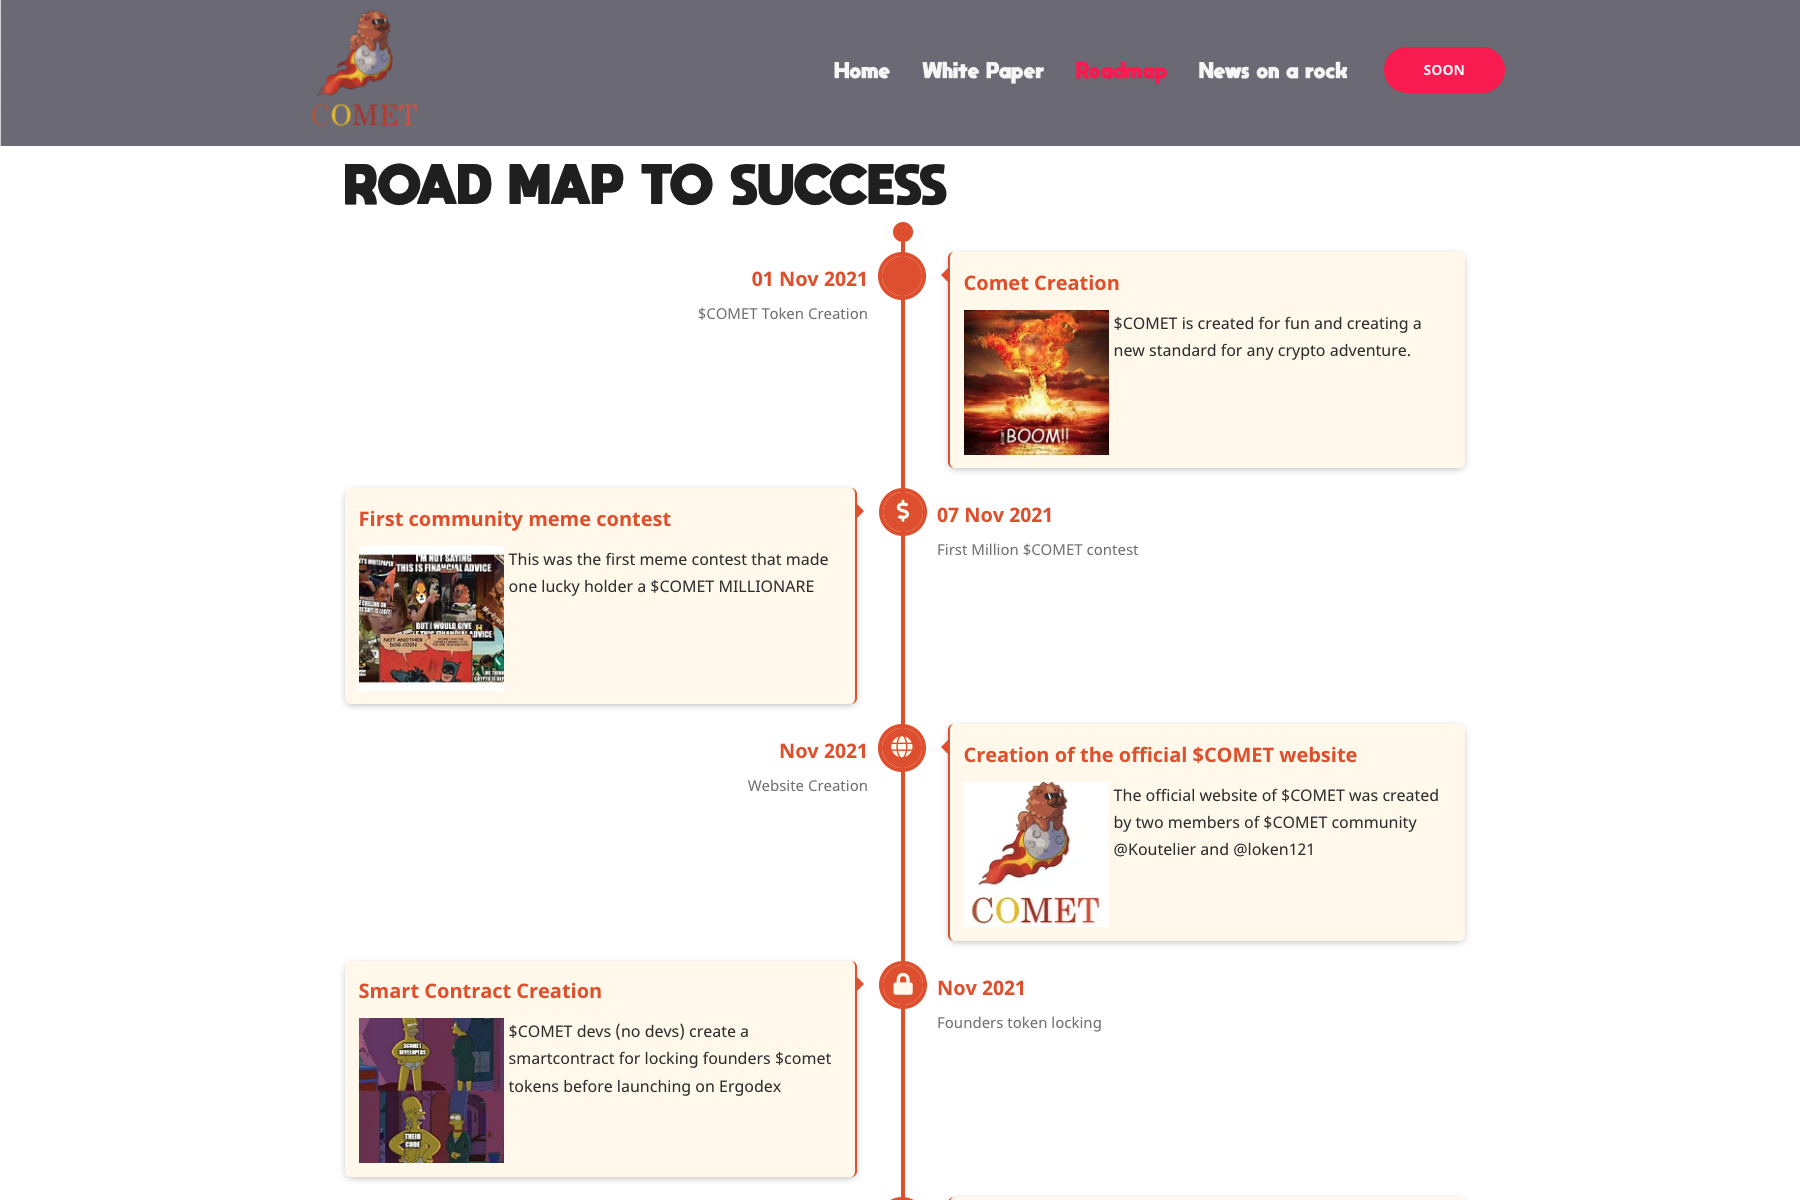 COMET
Home
White Paper
Roadmap
News on a rock
SOON
ROAD MAP TO SUCCESS
01 Nov 2021
$COMET Token Creation
Comet Creation
$COMET is created for fun and creating a
new standard for any crypto adventure.
¡BOOM!!
First community meme contest
This was the first meme contest that made
one lucky holder a $COMET MILLIONARE
I'M NOT SAYING
THIS IS FINANCIAL ADVICE
BUT I WOULD GIVE
THIS FINANCIAL ADVICE
NOT ANOTHER
DOG COIN
07 Nov 2021
First Million $COMET contest
Nov 2021
Website Creation
Creation of the official $COMET website
The official website of $COMET was created
by two members of $COMET community
@Koutelier and @loken121
COMET
Smart Contract Creation
$COMET devs (no devs) create a
smartcontract for locking founders $comet
tokens before launching on Ergodex
$COMET
DEVELOPERS
THEIR
CODE
Nov 2021
Founders token locking